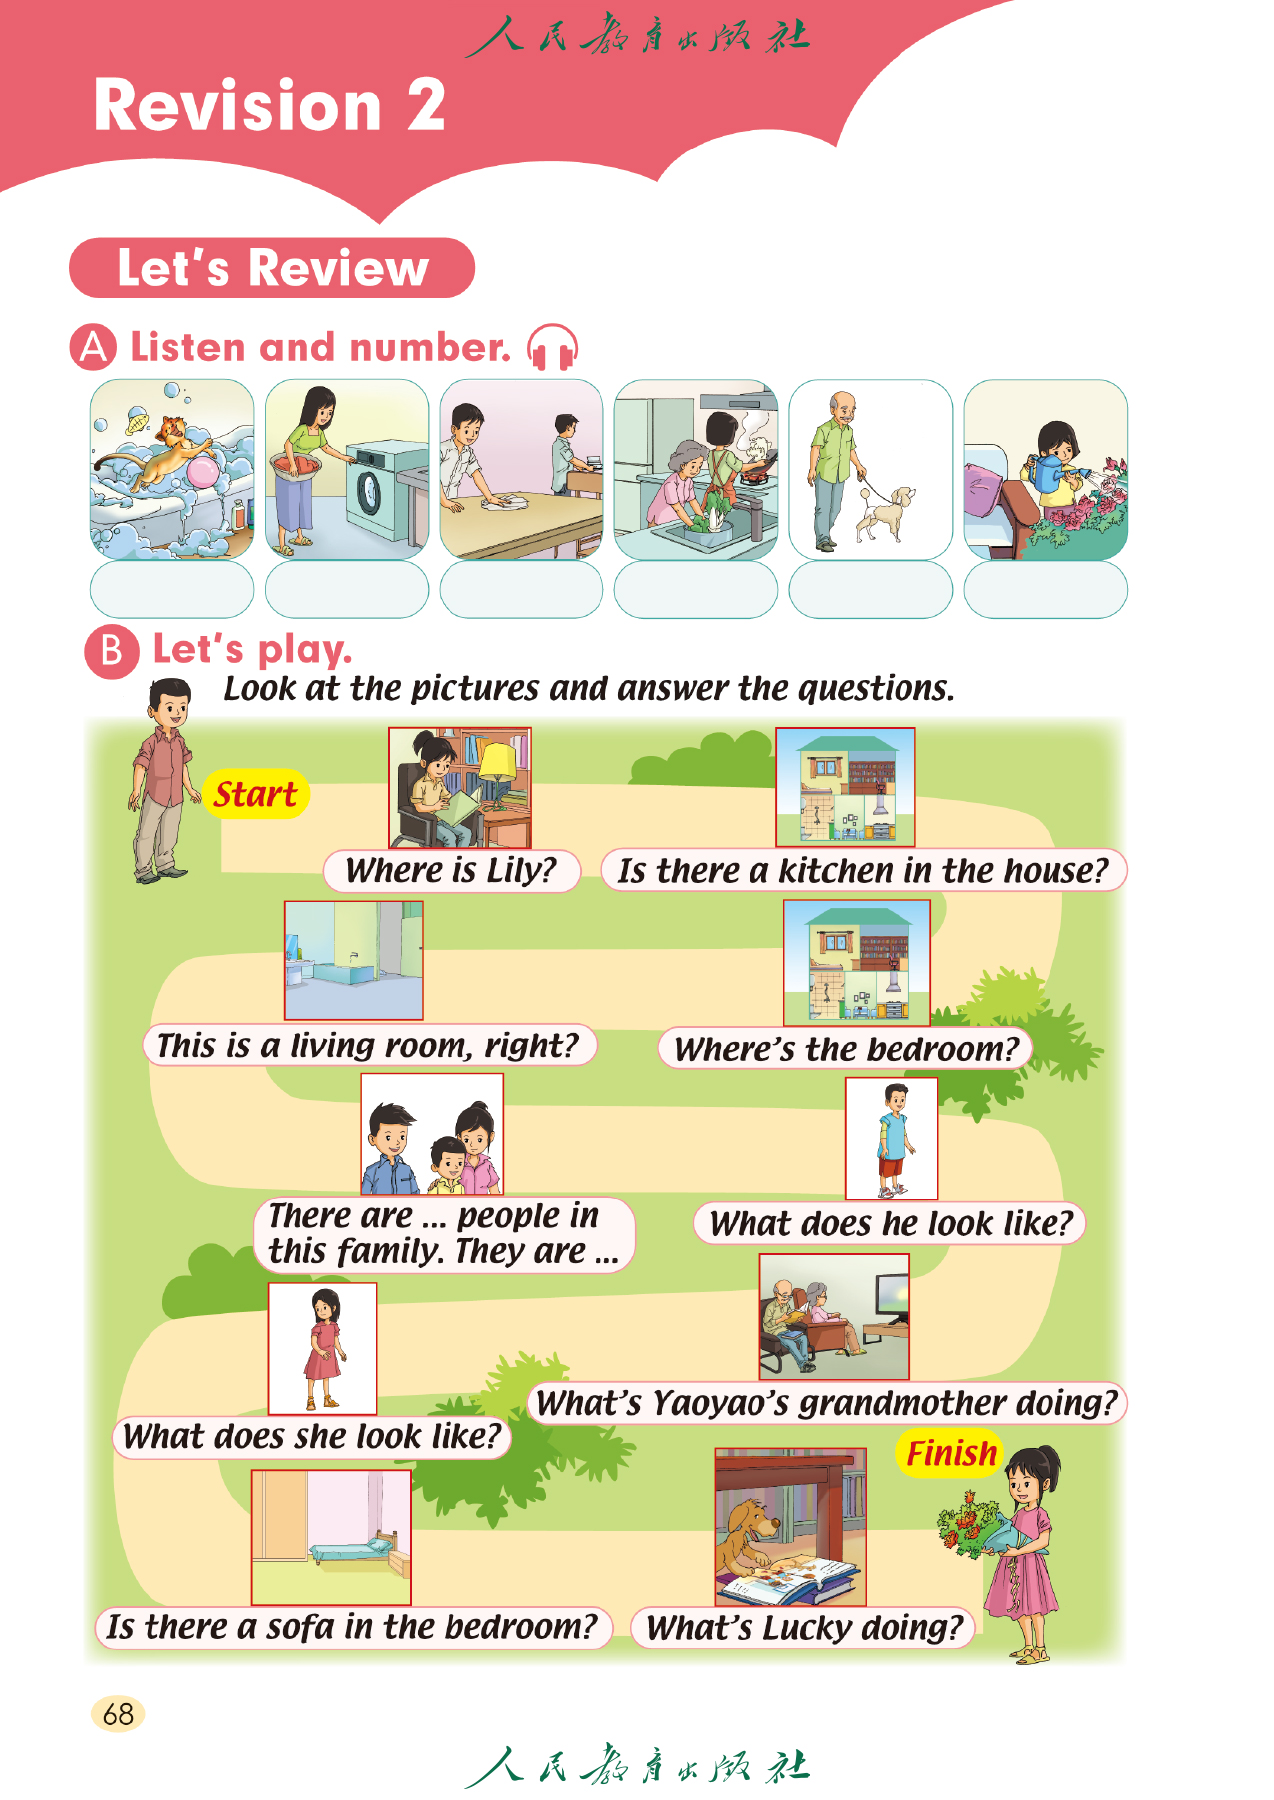 人民教育出版社
Revision 2
Let's Review
A Listen and number.
B Let's play.
Look at the pictures and answer the questions.
Start
Where is Lily?
Is there a kitchen in the house?
This is a living room, right?
Where's the bedroom?
There are ... people in
this family. They are ...
What does he look like?
What does she look like?
What's Yaoyao's grandmother doing?
Finish
Is there a sofa in the bedroom?
What's Lucky doing?
68
人民教育出版社